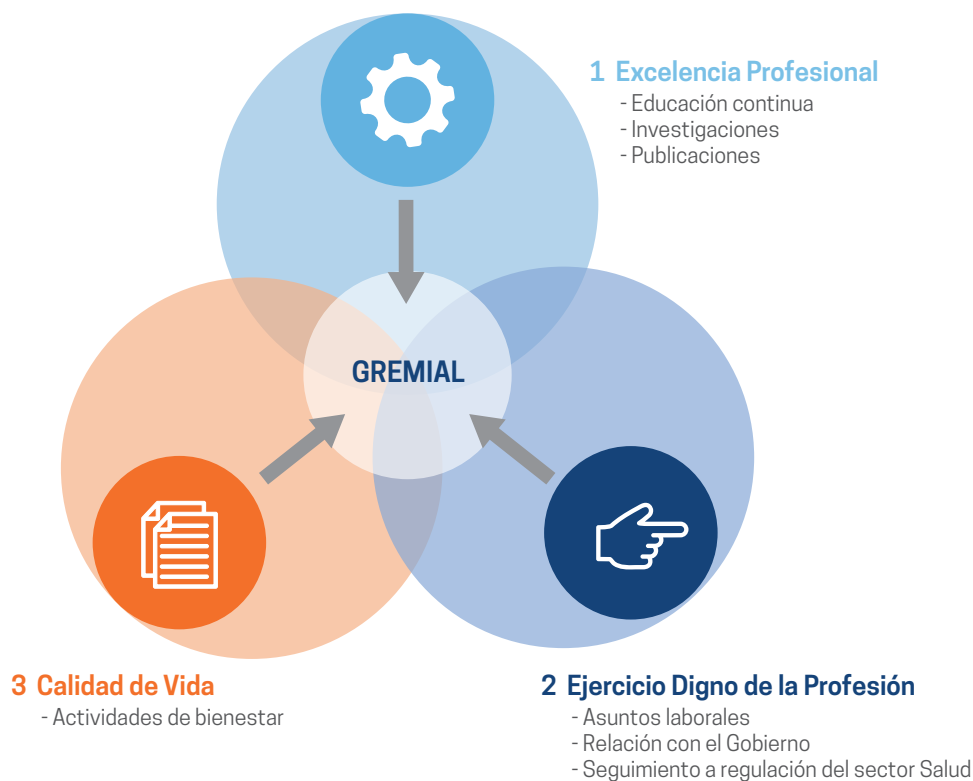 1 Excelencia Profesional
- Educación continua
- Investigaciones
- Publicaciones
GREMIAL
3 Calidad de Vida
- Actividades de bienestar
2 Ejercicio Digno de la Profesión
- Asuntos laborales
- Relación con el Gobierno
- Seguimiento a regulación del sector Salud